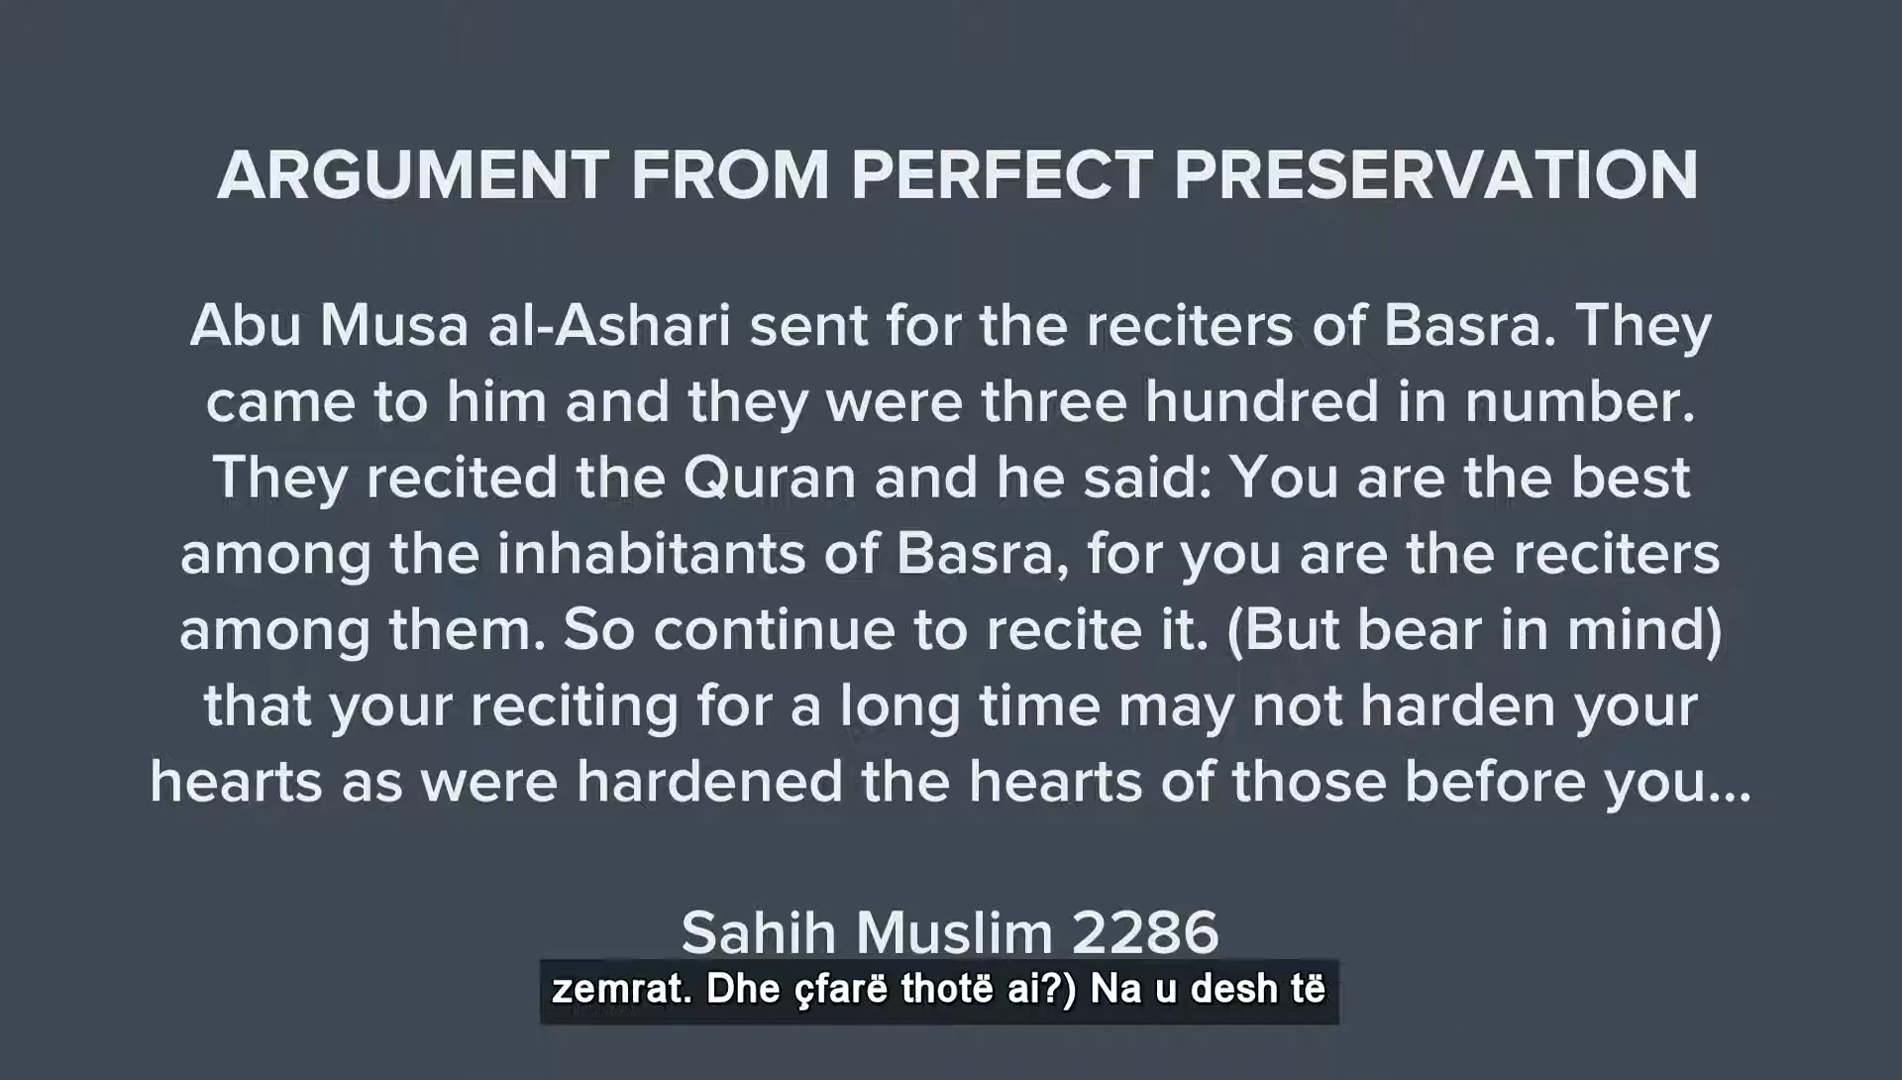 ARGUMENT FROM PERFECT PRESERVATION
Abu Musa al-Ashari sent for the reciters of Basra. They
came to him and they were three hundred in number.
They recited the Quran and he said: You are the best
among the inhabitants of Basra, for you are the reciters
among them. So continue to recite it. (But bear in mind)
that your reciting for a long time may not harden your
hearts as were hardened the hearts of those before you...
Sahih Muslim 2286
zemrat. Dhe çfarë thotë ai?) Na u desh të